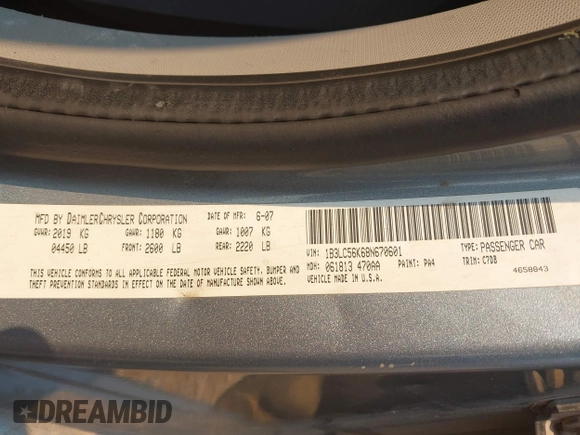 MFD BY DAIMLERCHRYSLER CORPORATION DATE OF MFR: 6-07
GVWR: 2019 KG GAWR: 1180 KG GAWR: 1007 KG
04450 LB FRONT: 2600 LB REAR: 2220 LB
THIS VEHICLE CONFORMS TO ALL FEDERAL MOTOR VEHICLE SAFETY, BUMPER AND
THEFT PREVENTION STANDARDS IN EFFECT ON THE DATE OF MANUFACTURE SHOWN ABOVE.
VIN: 1B3LC56K68N670601 TYPE: PASSENGER CAR
MDH: 061813 470AA PAINT: PA4 TRIM: C7D8
VEHICLE MADE IN U.S.A. 4658843
DREAMBID